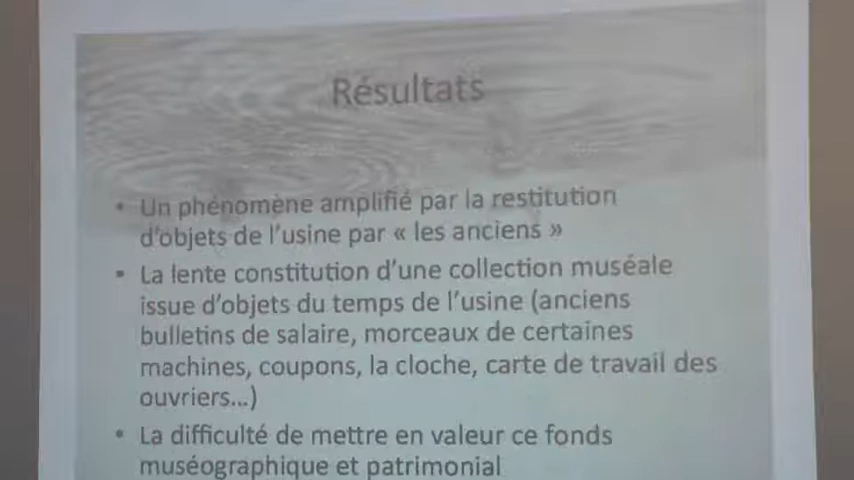 Résultats
• Un phénomène amplifié par la restitution
d'objets de l'usine par « les anciens »
• La lente constitution d'une collection muséale
issue d'objets du temps de l'usine (anciens
bulletins de salaire, morceaux de certaines
machines, coupons, la cloche, carte de travail des
ouvriers...)
• La difficulté de mettre en valeur ce fonds
muséographique et patrimonial